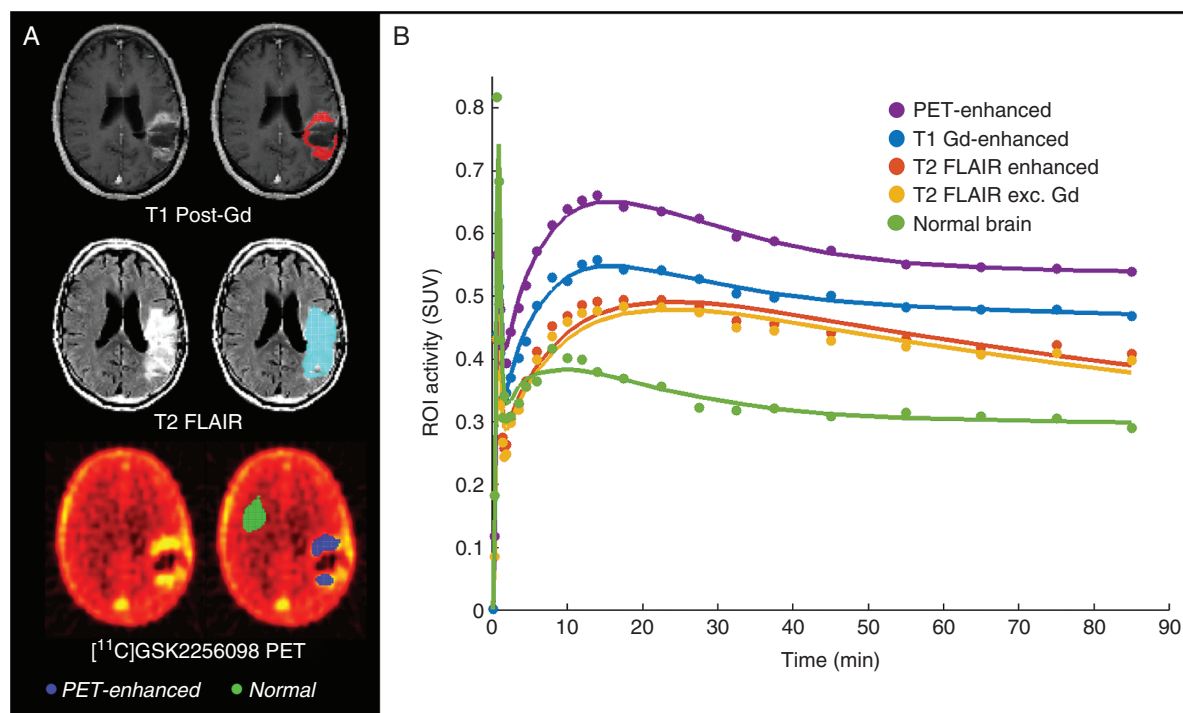 A
T1 Post-Gd
T2 FLAIR
[¹¹C]GSK2256098 PET
PET-enhanced Normal
B
ROI activity (SUV)
0.8
0.7
0.6
0.5
0.4
0.3
0.2
0.1
0
0 10 20 30 40 50 60 70 80 90
Time (min)
PET-enhanced
T1 Gd-enhanced
T2 FLAIR enhanced
T2 FLAIR exc. Gd
Normal brain